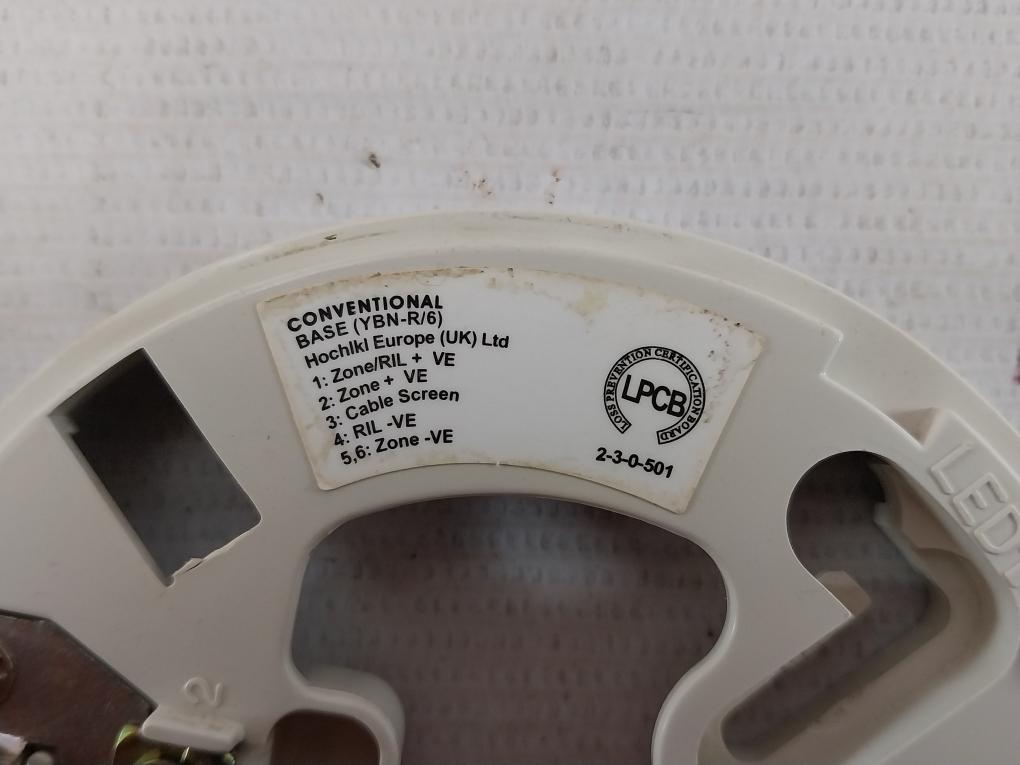 CONVENTIONAL
BASE (YBN-R/6)
HochIkI Europe (UK) Ltd
1: Zone/RIL + VE
2: Zone + VE
3: Cable Screen
4: RIL -VE
5,6: Zone -VE
LOSS PREVENTION CERTIFICATION BOARD
LPCB
2-3-0-501
LED
2